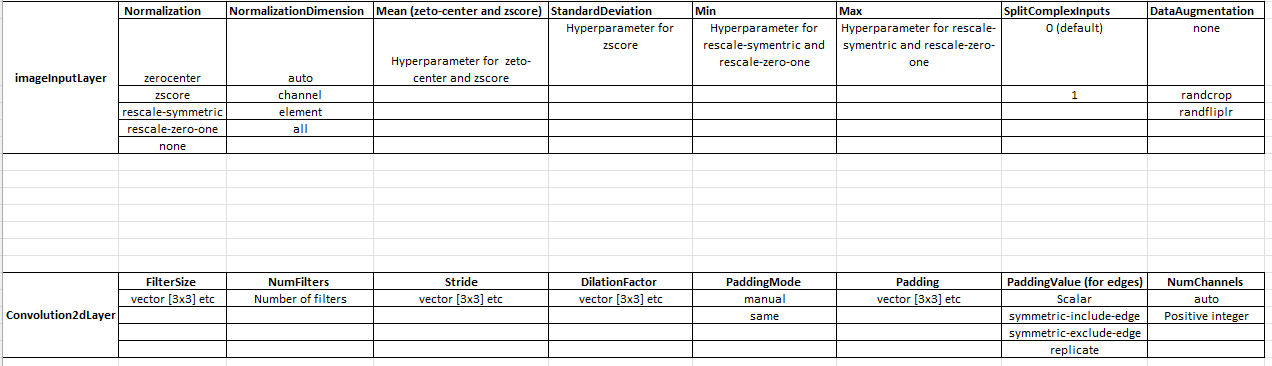 Normalization NormalizationDimension Mean (zeto-center and zscore) StandardDeviation Min Max SplitComplexInputs DataAugmentation
imageInputLayer
zerocenter auto Hyperparameter for zeto-
center and zscore Hyperparameter for
zscore Hyperparameter for
rescale-symentric and
rescale-zero-one Hyperparameter for rescale-
symentric and rescale-zero-
one 0 (default) none
zscore channel 1 randcrop
rescale-symmetric element randfliplr
rescale-zero-one all
none
FilterSize NumFilters Stride DilationFactor PaddingMode Padding PaddingValue (for edges) NumChannels
Convolution2dLayer
vector [3x3] etc Number of filters vector [3x3] etc vector [3x3] etc manual vector [3x3] etc Scalar auto
same symmetric-include-edge Positive integer
symmetric-exclude-edge
replicate